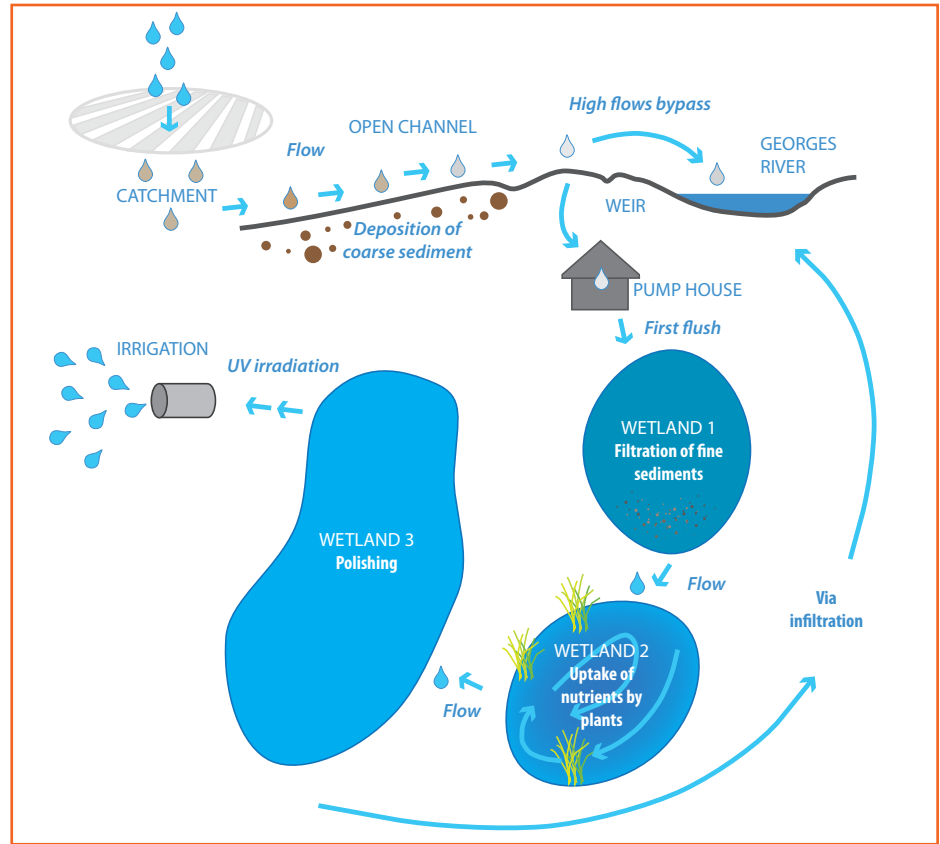 High flows bypass
OPEN CHANNEL
GEORGES
RIVER
Flow
CATCHMENT
WEIR
Deposition of
coarse sediment
PUMP HOUSE
First flush
IRRIGATION
UV irradiation
WETLAND 1
Filtration of fine
sediments
WETLAND 3
Polishing
Flow
Via
infiltration
WETLAND 2
Uptake of
nutrients by
plants
Flow